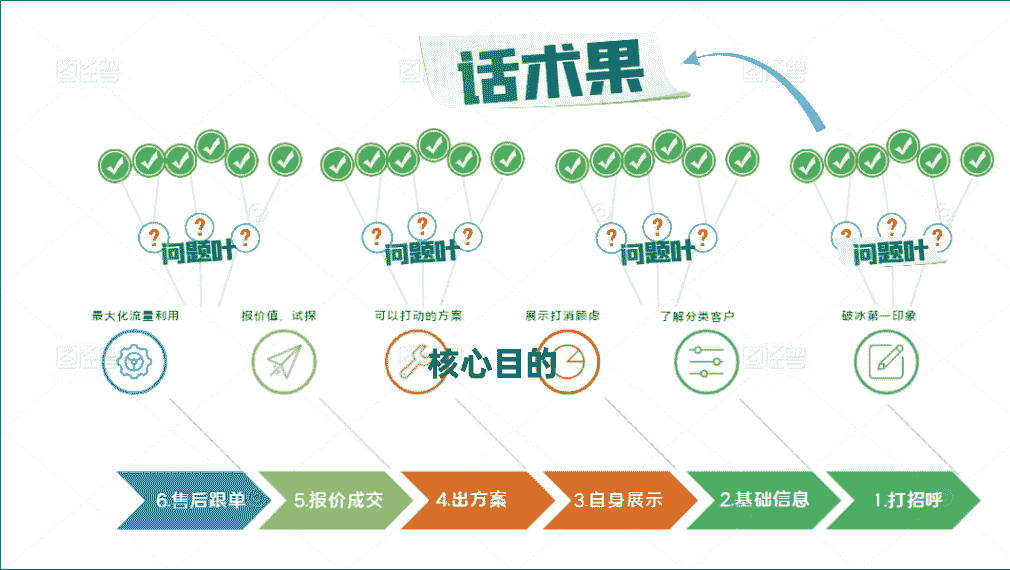 话术果
? ? ?
? ? ?
? ? ?
? ? ?
问题叶
问题叶
问题叶
问题叶
最大化流量利用
报价值,试探
可以打动的方案
展示打消顾虑
了解分类客户
破冰第一印象
核心目的
6.售后跟单
5.报价成交
4.出方案
3.自身展示
2.基础信息
1.打招呼